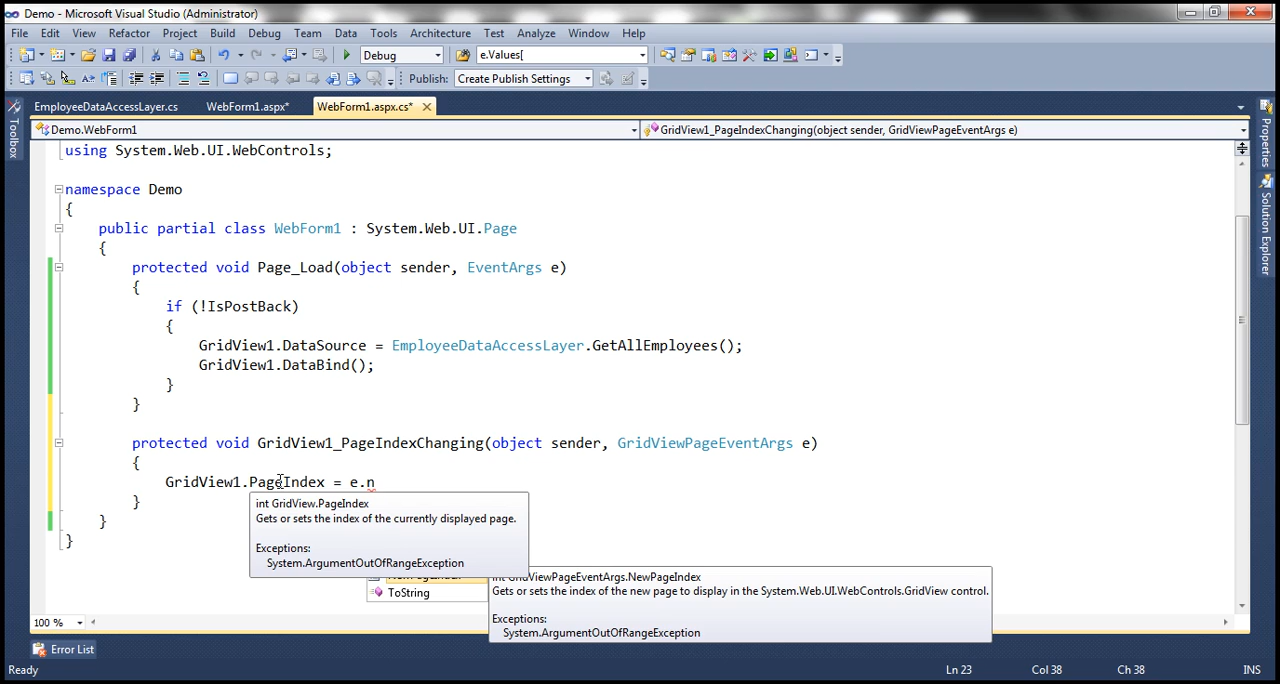 Demo - Microsoft Visual Studio (Administrator)
File Edit View Refactor Project Build Debug Team Data Tools Architecture Test Analyze Window Help
Debug e.Values[
Publish: Create Publish Settings
EmployeeDataAccessLayer.cs WebForm1.aspx* WebForm1.aspx.cs*
Demo.WebForm1 GridView1_PageIndexChanging(object sender, GridViewPageEventArgs e)
Toolbox
Properties
Solution Explorer
using System.Web.UI.WebControls;
namespace Demo
{
public partial class WebForm1 : System.Web.UI.Page
{
protected void Page_Load(object sender, EventArgs e)
{
if (!IsPostBack)
{
GridView1.DataSource = EmployeeDataAccessLayer.GetAllEmployees();
GridView1.DataBind();
}
}
protected void GridView1_PageIndexChanging(object sender, GridViewPageEventArgs e)
{
GridView1.PageIndex = e.n
}
}
}
int GridView.PageIndex
Gets or sets the index of the currently displayed page.
Exceptions:
System.ArgumentOutOfRangeException
ToString
int GridViewPageEventArgs.NewPageIndex
Gets or sets the index of the new page to display in the System.Web.UI.WebControls.GridView control.
Exceptions:
System.ArgumentOutOfRangeException
100 %
Error List
Ready Ln 23 Col 38 Ch 38 INS